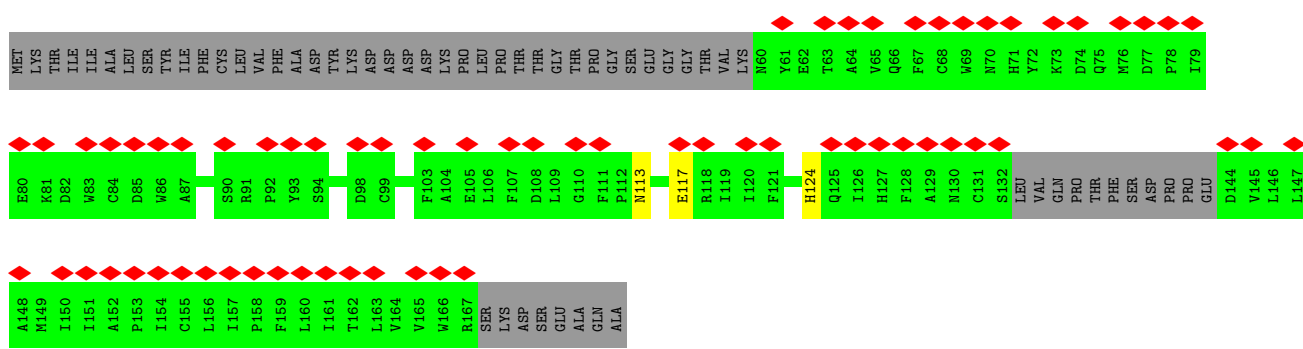 MET LYS THR ILE ILE ALA LEU SER TYR ILE PHE CYS LEU VAL PHE ALA ASP TYR LYS ASP ASP ASP ASP LYS PRO LEU PRO THR THR GLY THR PRO GLY SER GLU GLY GLY THR VAL LYS N60 Y61 E62 T63 A64 V65 Q66 F67 C68 W69 N70 H71 Y72 K73 D74 Q75 M76 D77 P78 I79
E80 K81 D82 W83 C84 D85 W86 A87 S90 R91 P92 Y93 S94 D98 C99 F103 A104 E105 L106 F107 D108 L109 G110 F111 P112 N113 E117 R118 I119 I120 F121 H124 Q125 I126 H127 F128 A129 N130 C131 S132 LEU VAL GLN PRO THR PHE SER ASP PRO PRO GLU D144 V145 L146 L147
A148 M149 I150 I151 A152 P153 I154 C155 L156 I157 P158 F159 L160 I161 T162 L163 V164 V165 W166 R167 SER LYS ASP SER GLU ALA GLN ALA